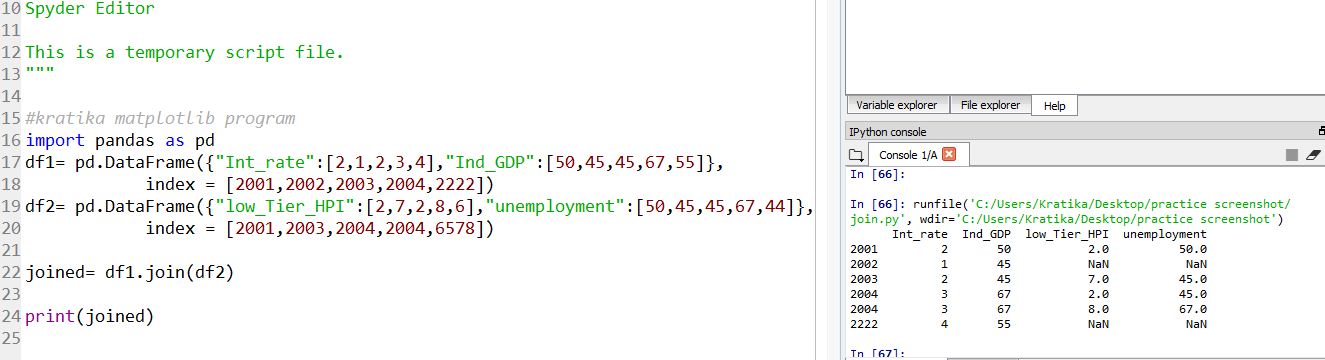 10 Spyder Editor
11
12 This is a temporary script file.
13 """
14
15 #kratika matplotlib program
16 import pandas as pd
17 df1= pd.DataFrame({"Int_rate":[2,1,2,3,4],"Ind_GDP":[50,45,45,67,55]},
18 index = [2001,2002,2003,2004,2222])
19 df2= pd.DataFrame({"low_Tier_HPI":[2,7,2,8,6],"unemployment":[50,45,45,67,44]},
20 index = [2001,2003,2004,2004,6578])
21
22 joined= df1.join(df2)
23
24 print(joined)
25
Variable explorer File explorer Help
IPython console
Console 1/A
In [66]:
In [66]: runfile('C:/Users/Kratika/Desktop/practice screenshot/
join.py', wdir='C:/Users/Kratika/Desktop/practice screenshot')
Int_rate Ind_GDP low_Tier_HPI unemployment
2001 2 50 2.0 50.0
2002 1 45 NaN NaN
2003 2 45 7.0 45.0
2004 3 67 2.0 45.0
2004 3 67 8.0 67.0
2222 4 55 NaN NaN
In [67]: